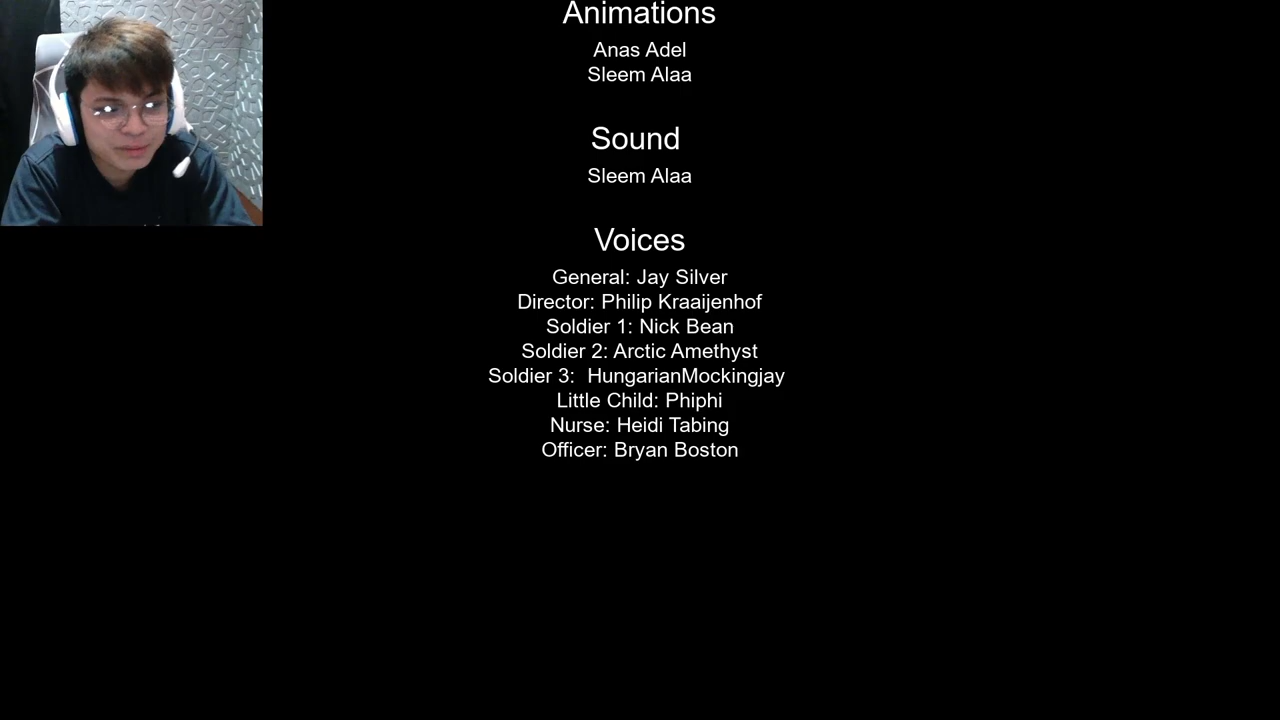 Animations
Anas Adel
Sleem Alaa
Sound
Sleem Alaa
Voices
General: Jay Silver
Director: Philip Kraaijenhof
Soldier 1: Nick Bean
Soldier 2: Arctic Amethyst
Soldier 3:  HungarianMockingjay
Little Child: Phiphi
Nurse: Heidi Tabing
Officer: Bryan Boston